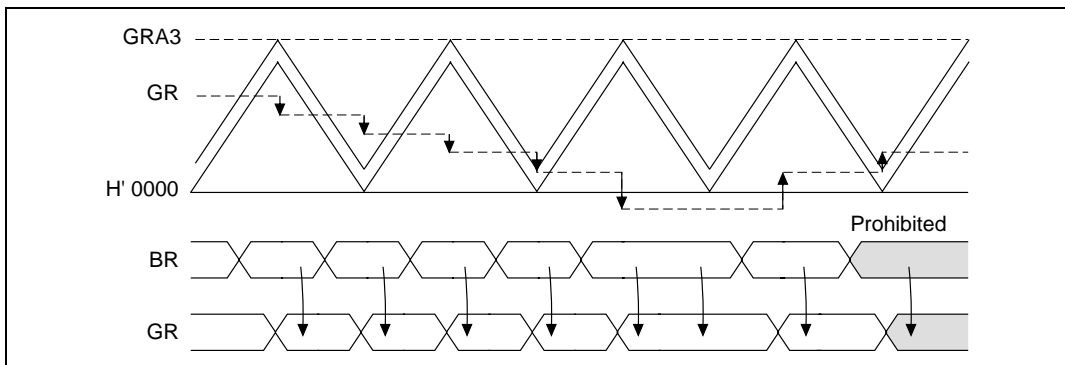 GRA3
GR
H' 0000
Prohibited
BR
GR